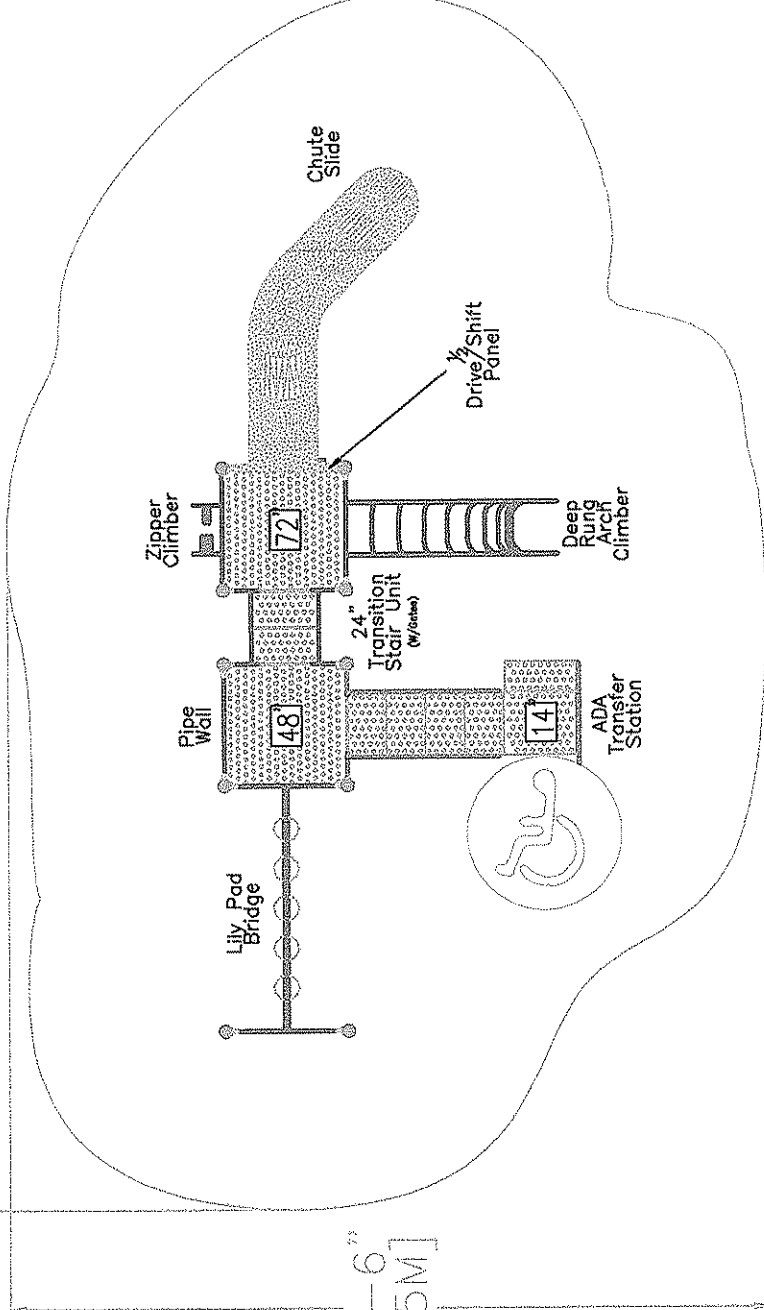 Chute
Slide
Zipper
Climber
72"
½
Drive/Shift
Panel
Deep
Rung
Arch
Climber
24"
Transition
Stair Unit
Pipe
Wall
48"
14"
ADA
Transfer
Station
Lily Pad
Bridge
6"
5M]